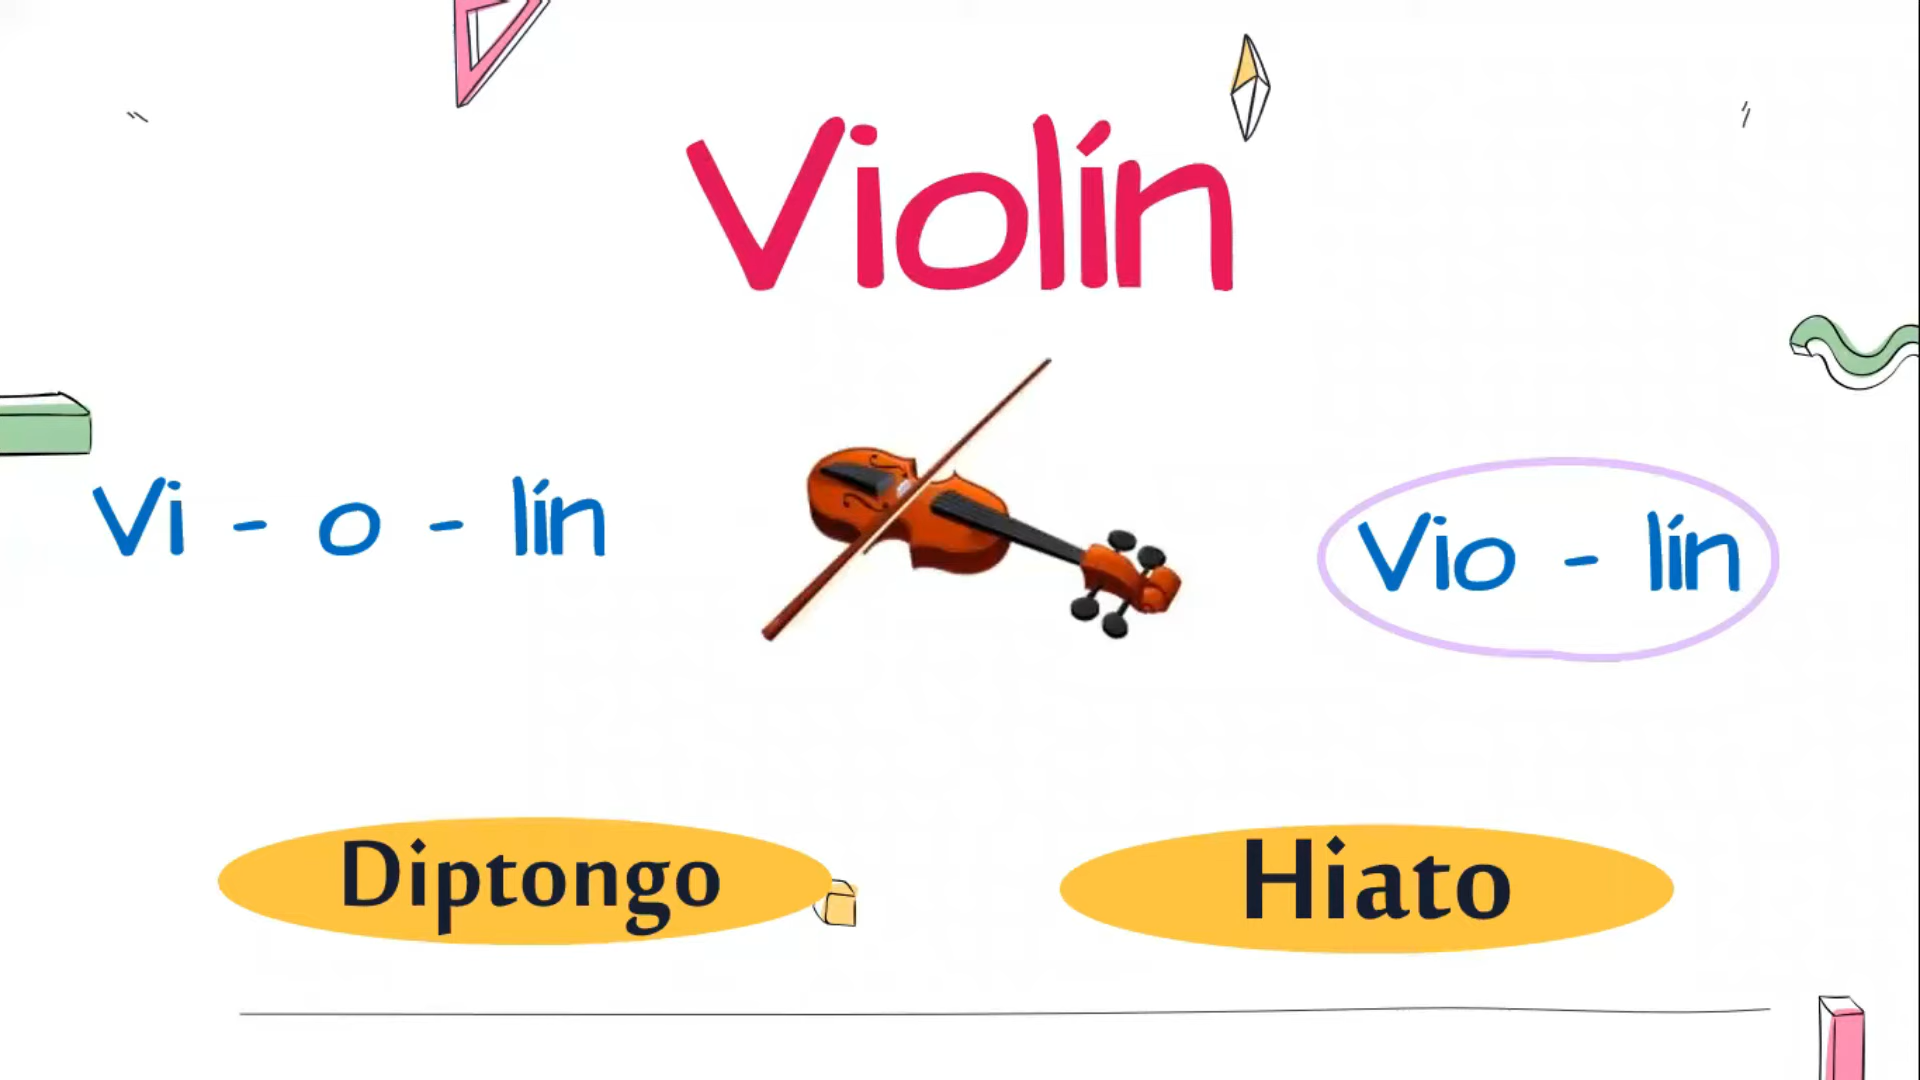 Violín
Vi - o - lín
Vio - lín
Diptongo
Hiato